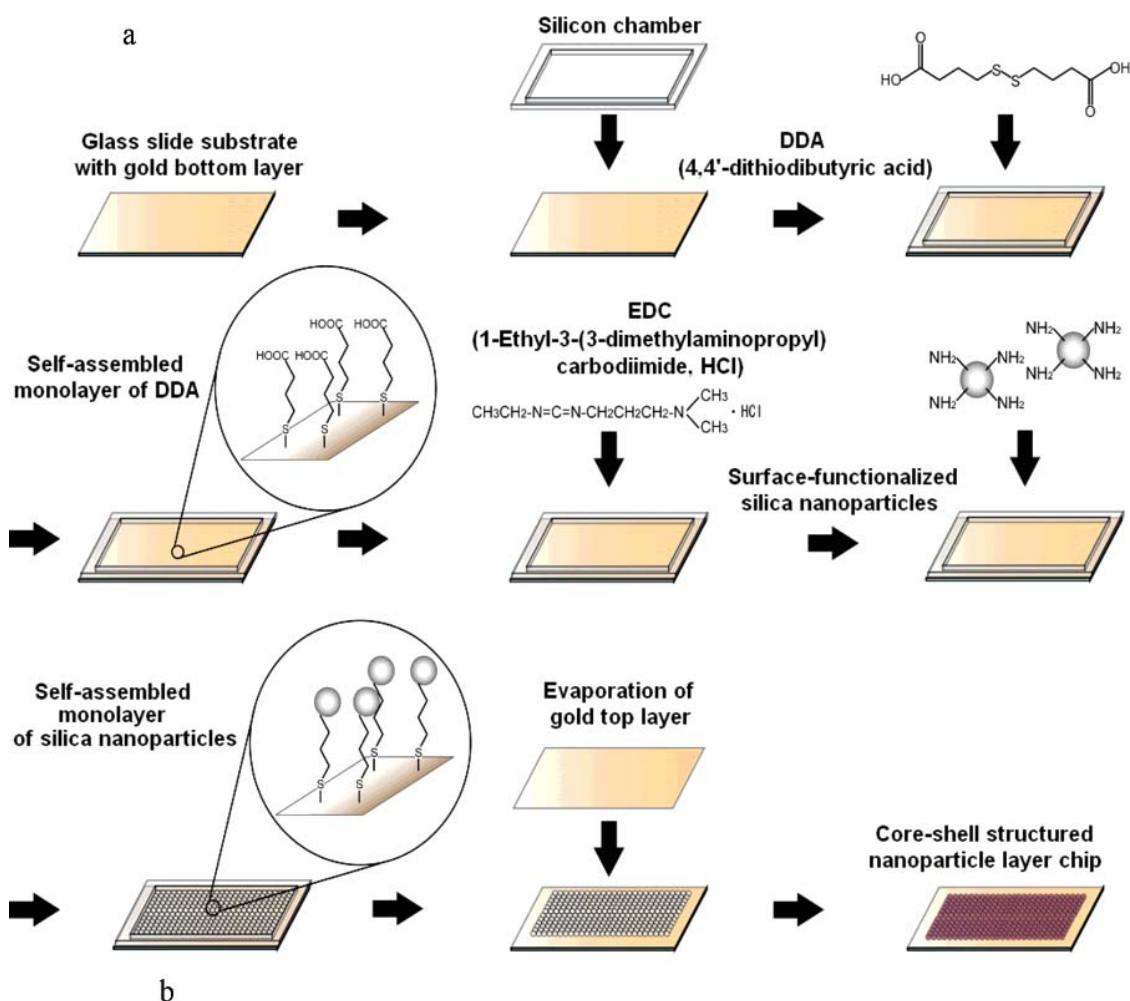 a
Silicon chamber
O
HO
S
S
OH
O
Glass slide substrate
with gold bottom layer
DDA
(4,4'-dithiodibutyric acid)
Self-assembled
monolayer of DDA
HOOC
HOOC
HOOC
HOOC
S
S
S
S
EDC
(1-Ethyl-3-(3-dimethylaminopropyl)
carbodiimide, HCl)
CH3CH2-N=C=N-CH2CH2CH2-N
CH3
CH3
· HCl
NH2
NH2
NH2
NH2
NH2
NH2
NH2
NH2
Surface-functionalized
silica nanoparticles
Self-assembled
monolayer
of silica nanoparticles
S
S
S
S
Evaporation of
gold top layer
Core-shell structured
nanoparticle layer chip
b